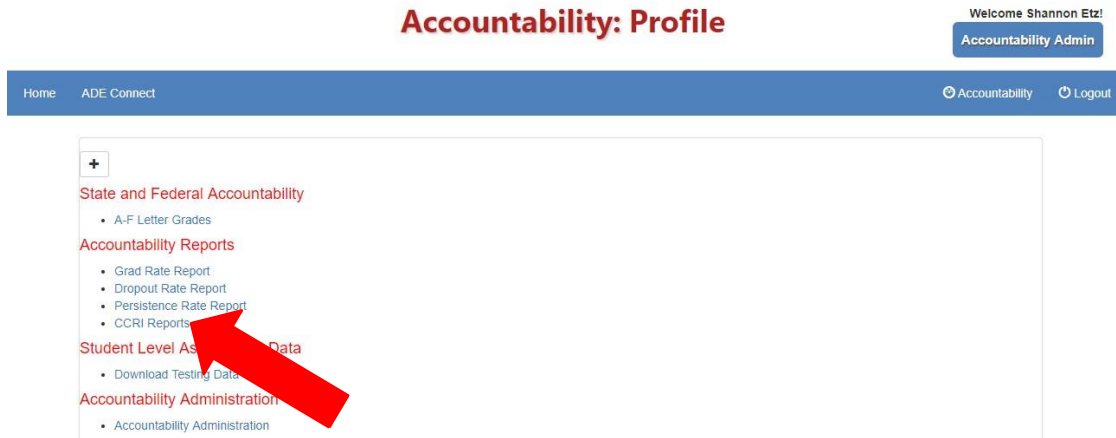 Accountability: Profile
Welcome Shannon Etz!
Accountability Admin
Home ADE Connect Accountability Logout
+
State and Federal Accountability
• A-F Letter Grades
Accountability Reports
• Grad Rate Report
• Dropout Rate Report
• Persistence Rate Report
• CCRI Reports
Student Level As Data
• Download Testing Data
Accountability Administration
• Accountability Administration